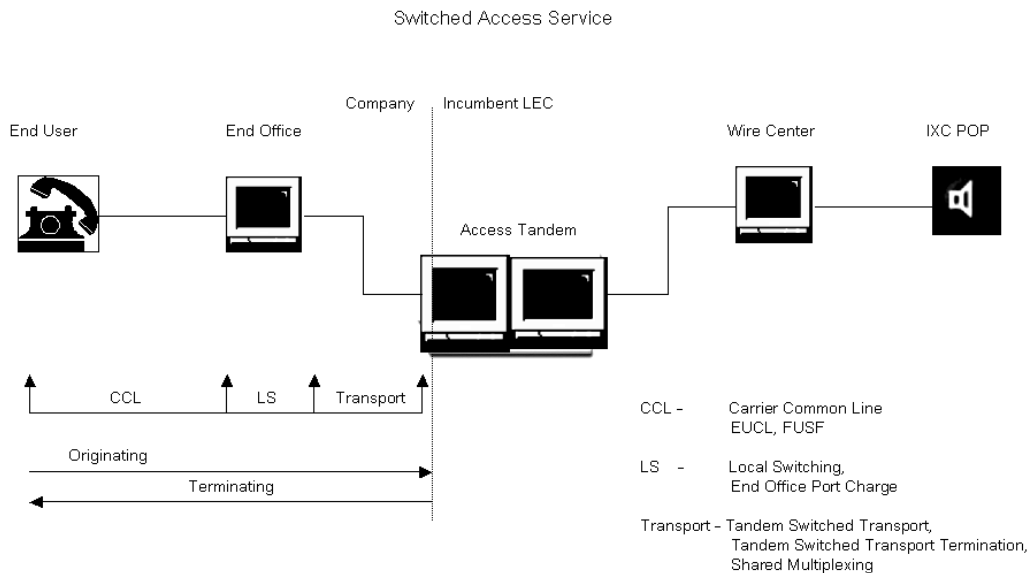 Switched Access Service
Company
Incumbent LEC
End User
End Office
Wire Center
IXC POP
Access Tandem
CCL
LS
Transport
Originating
Terminating
CCL - Carrier Common Line
EUCL, FUSF
LS - Local Switching,
End Office Port Charge
Transport - Tandem Switched Transport,
Tandem Switched Transport Termination,
Shared Multiplexing